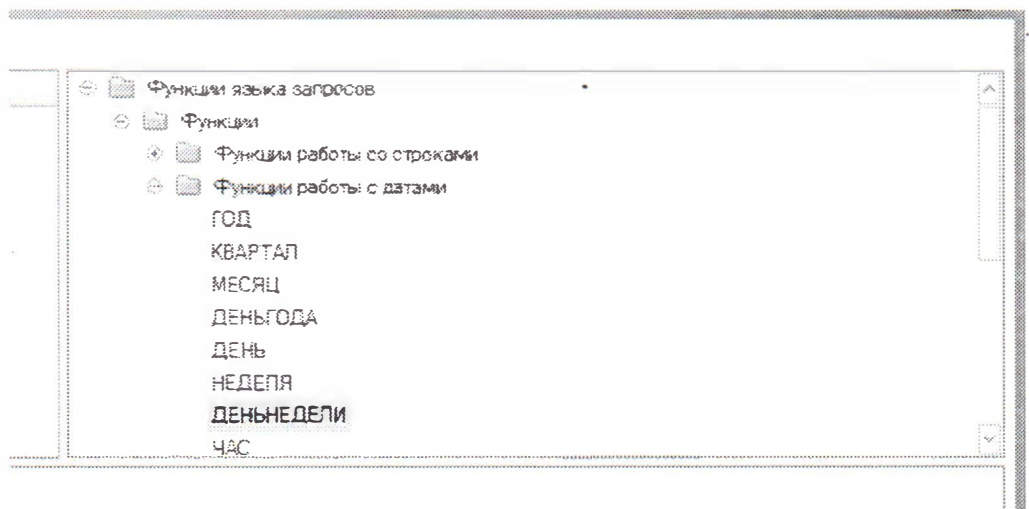 Функции языка запросов
Функции
Функции работы со строками
Функции работы с датами
ГОД
КВАРТАЛ
МЕСЯЦ
ДЕНЬГОДА
ДЕНЬ
НЕДЕЛЯ
ДЕНЬНЕДЕЛИ
ЧАС